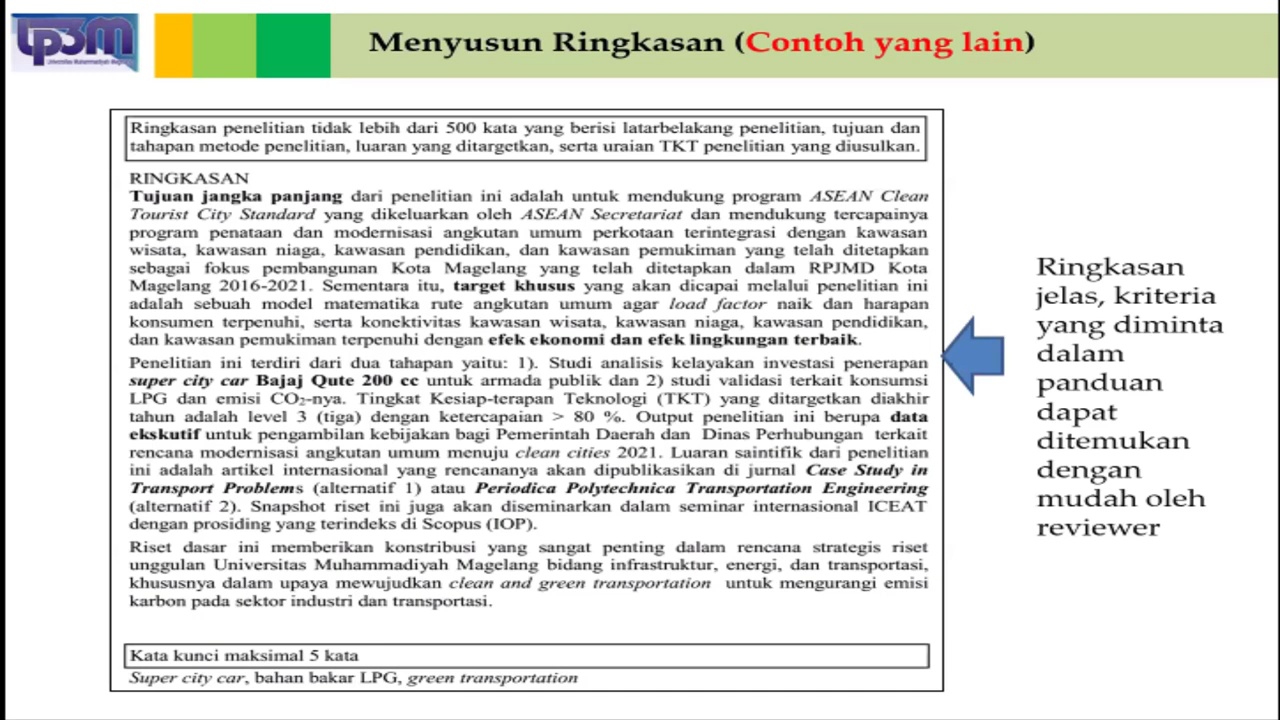 LP3M
Universitas Muhammadiyah Magelang
Menyusun Ringkasan (Contoh yang lain)
Ringkasan penelitian tidak lebih dari 500 kata yang berisi latarbelakang penelitian, tujuan dan
tahapan metode penelitian, luaran yang ditargetkan, serta uraian TKT penelitian yang diusulkan.
RINGKASAN
Tujuan jangka panjang dari penelitian ini adalah untuk mendukung program ASEAN Clean
Tourist City Standard yang dikeluarkan oleh ASEAN Secretariat dan mendukung tercapainya
program penataan dan modernisasi angkutan umum perkotaan terintegrasi dengan kawasan
wisata, kawasan niaga, kawasan pendidikan, dan kawasan pemukiman yang telah ditetapkan
sebagai fokus pembangunan Kota Magelang yang telah ditetapkan dalam RPJMD Kota
Magelang 2016-2021. Sementara itu, target khusus yang akan dicapai melalui penelitian ini
adalah sebuah model matematika rute angkutan umum agar load factor naik dan harapan
konsumen terpenuhi, serta konektivitas kawasan wisata, kawasan niaga, kawasan pendidikan,
dan kawasan pemukiman terpenuhi dengan efek ekonomi dan efek lingkungan terbaik.
Penelitian ini terdiri dari dua tahapan yaitu: 1). Studi analisis kelayakan investasi penerapan
super city car Bajaj Qute 200 cc untuk armada publik dan 2) studi validasi terkait konsumsi
LPG dan emisi CO₂-nya. Tingkat Kesiap-terapan Teknologi (TKT) yang ditargetkan diakhir
tahun adalah level 3 (tiga) dengan ketercapaian > 80 %. Output penelitian ini berupa data
ekskutif untuk pengambilan kebijakan bagi Pemerintah Daerah dan Dinas Perhubungan terkait
rencana modernisasi angkutan umum menuju clean cities 2021. Luaran saintifik dari penelitian
ini adalah artikel internasional yang rencananya akan dipublikasikan di jurnal Case Study in
Transport Problems (alternatif 1) atau Periodica Polytechnica Transportation Engineering
(alternatif 2). Snapshot riset ini juga akan diseminarkan dalam seminar internasional ICEAT
dengan prosiding yang terindeks di Scopus (IOP).
Riset dasar ini memberikan konstribusi yang sangat penting dalam rencana strategis riset
unggulan Universitas Muhammadiyah Magelang bidang infrastruktur, energi, dan transportasi,
khususnya dalam upaya mewujudkan clean and green transportation untuk mengurangi emisi
karbon pada sektor industri dan transportasi.
Kata kunci maksimal 5 kata
Super city car, bahan bakar LPG, green transportation
Ringkasan
jelas, kriteria
yang diminta
dalam
panduan
dapat
ditemukan
dengan
mudah oleh
reviewer